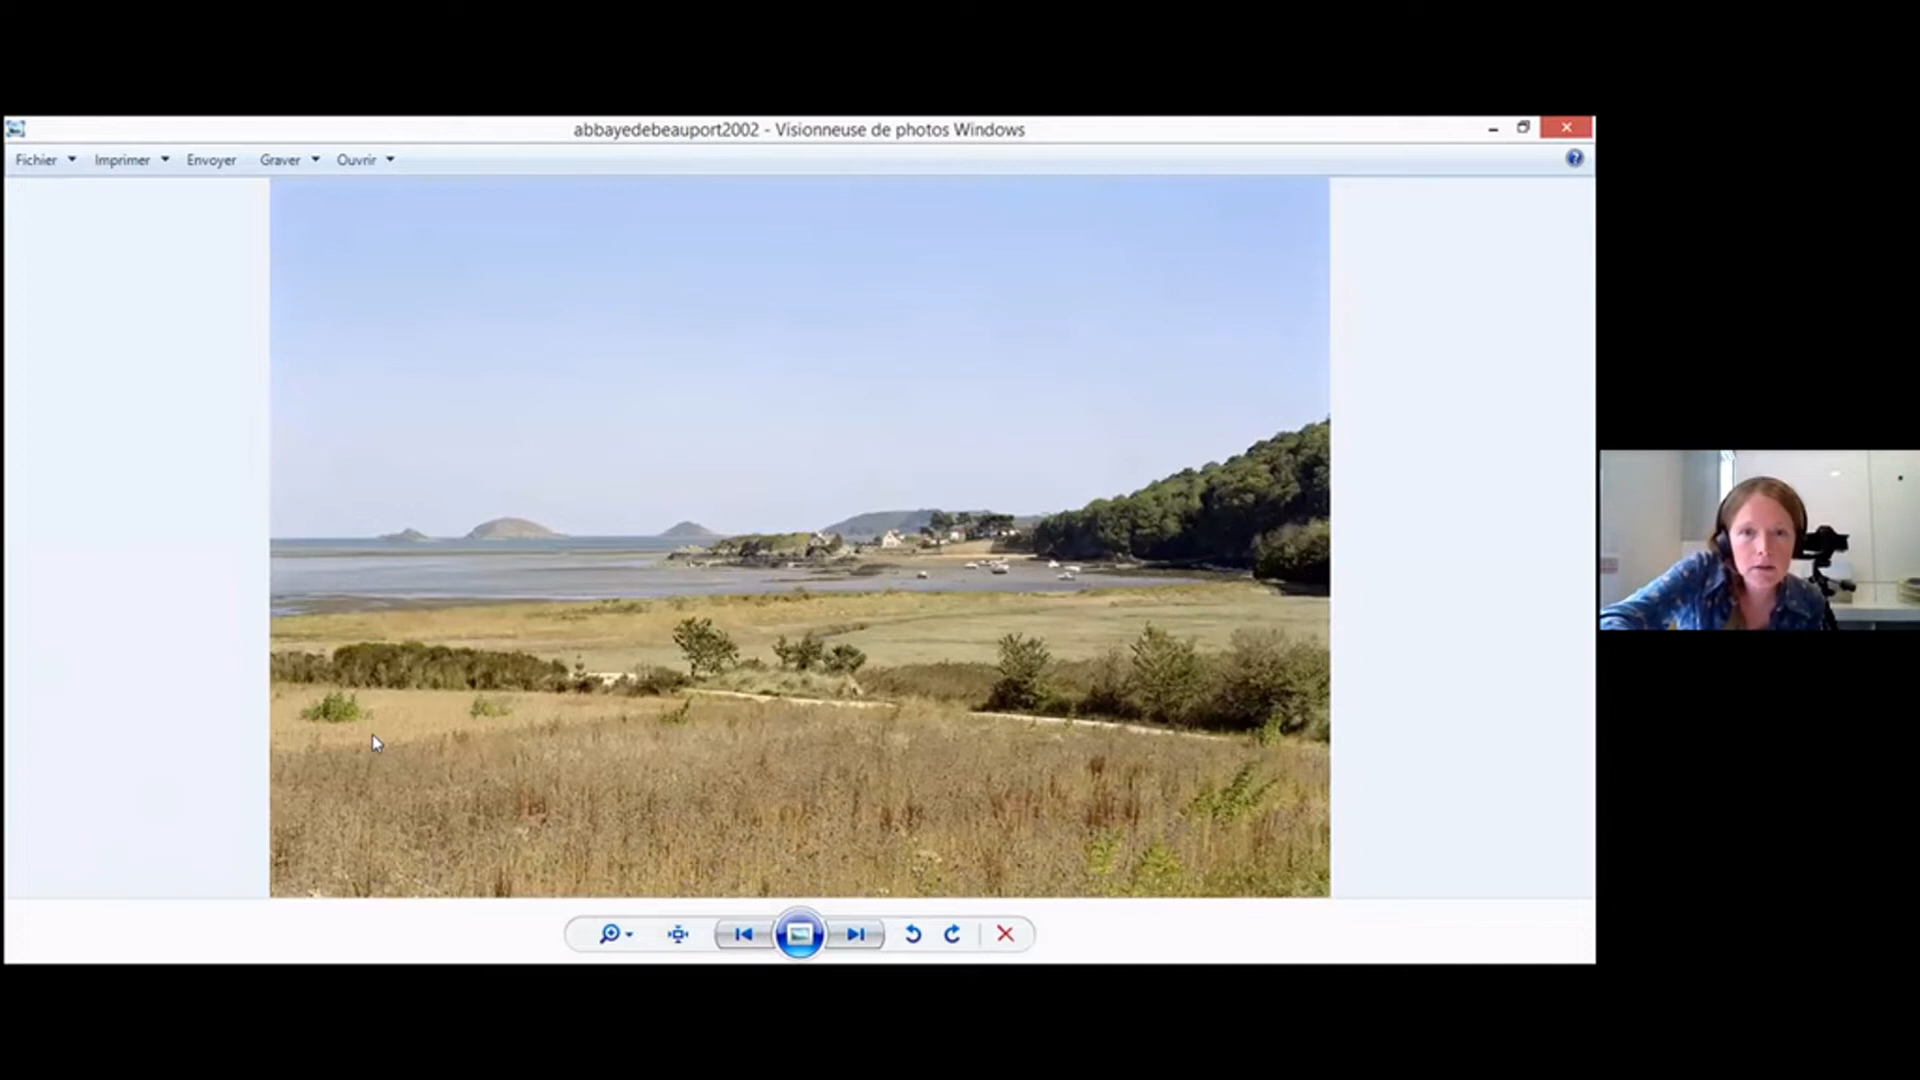 abbayedebeauport2002 - Visionneuse de photos Windows
Fichier Imprimer Envoyer Graver Ouvrir